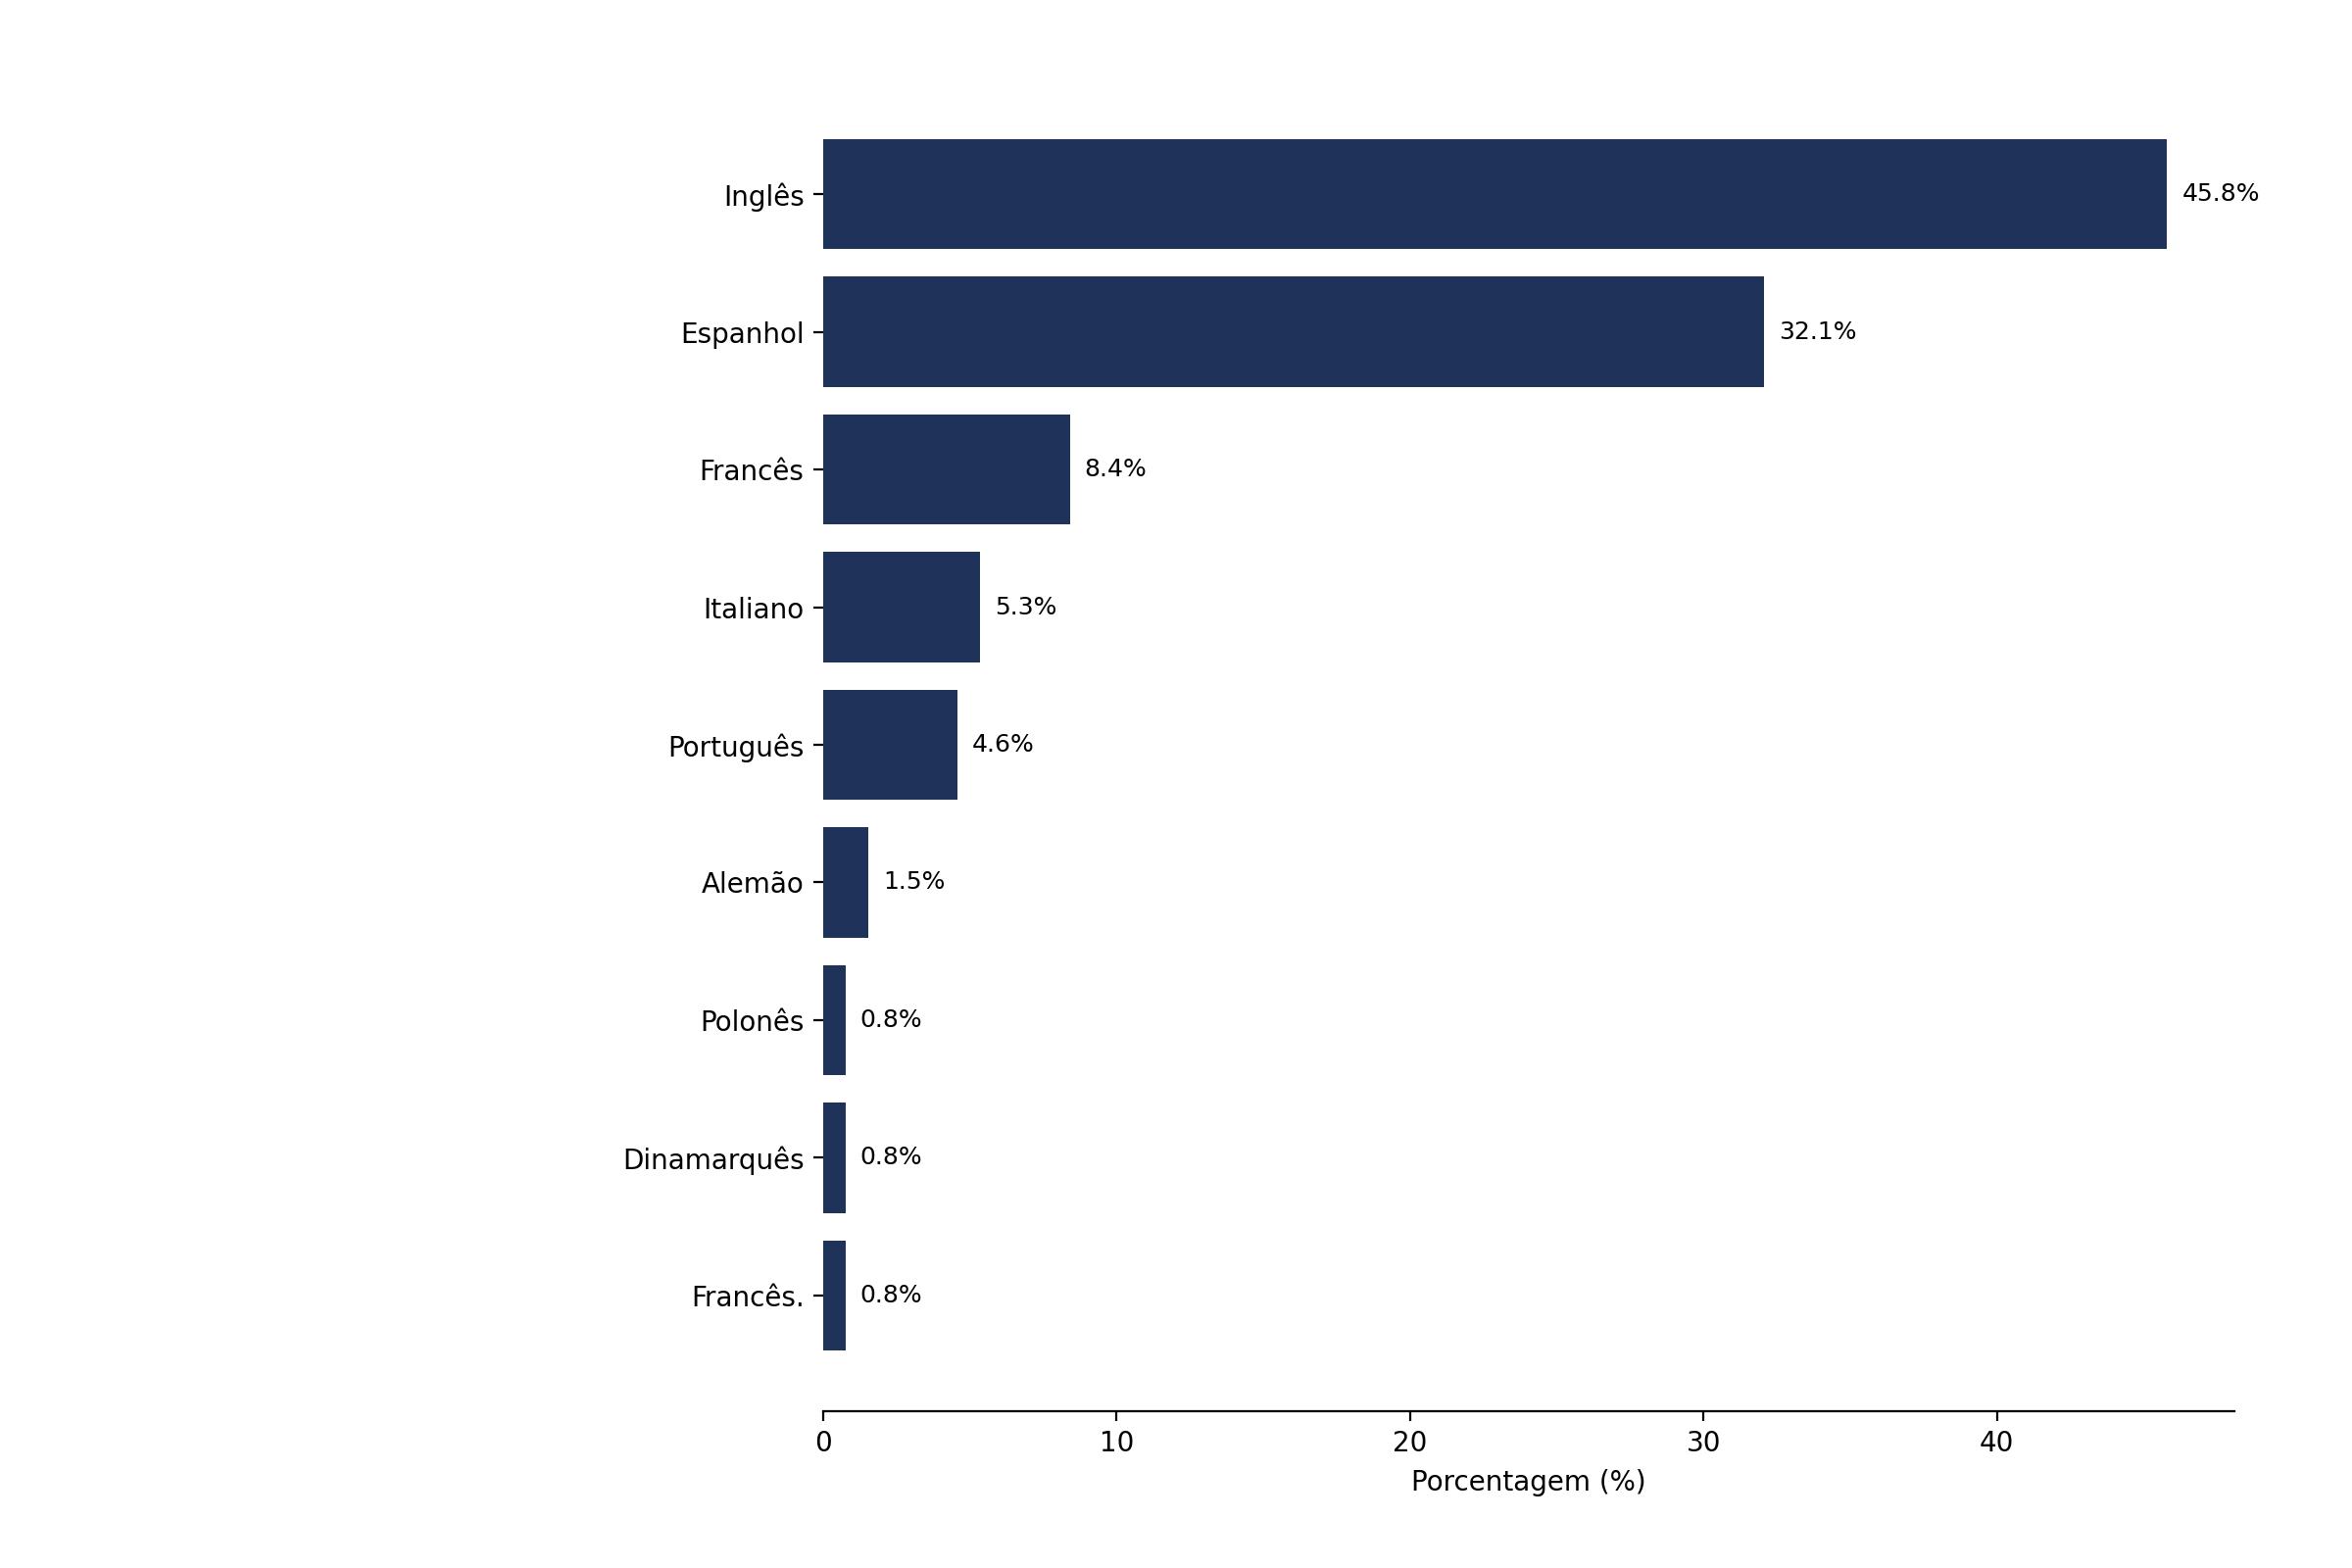 Inglês 45.8%
Espanhol 32.1%
Francês 8.4%
Italiano 5.3%
Português 4.6%
Alemão 1.5%
Polonês 0.8%
Dinamarquês 0.8%
Francês. 0.8%
0 10 20 30 40
Porcentagem (%)